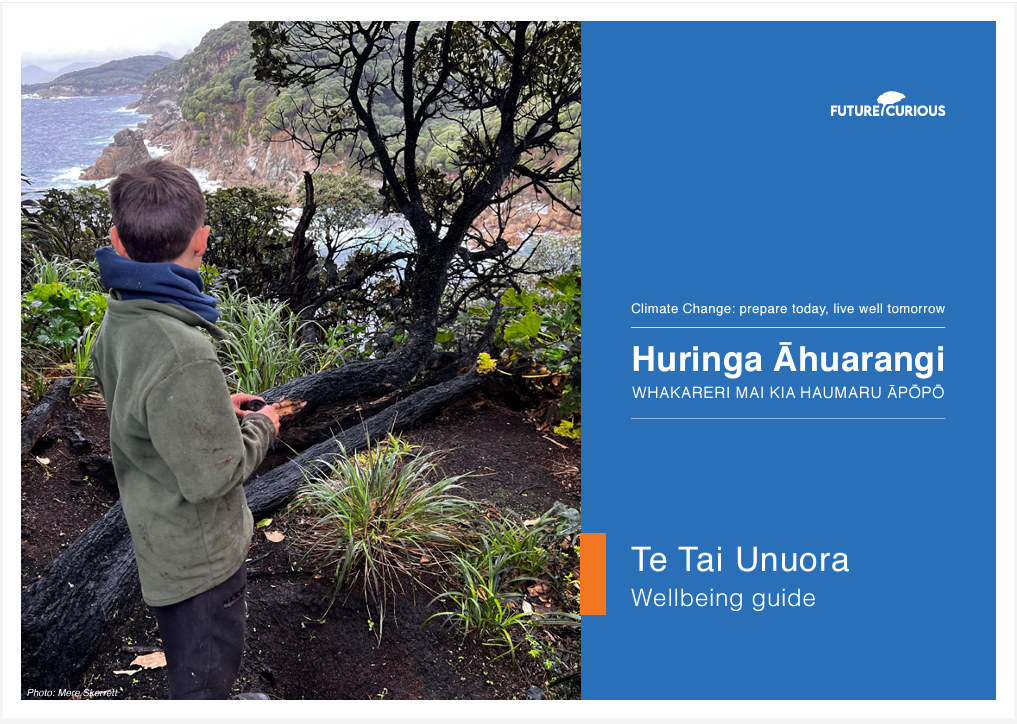 FUTURE CURIOUS
Climate Change: prepare today, live well tomorrow
Huringa Āhuarangi
WHAKARERI MAI KIA HAUMARU ĀPŌPŌ
Te Tai Unuora
Wellbeing guide
Photo: Mere Skerrett